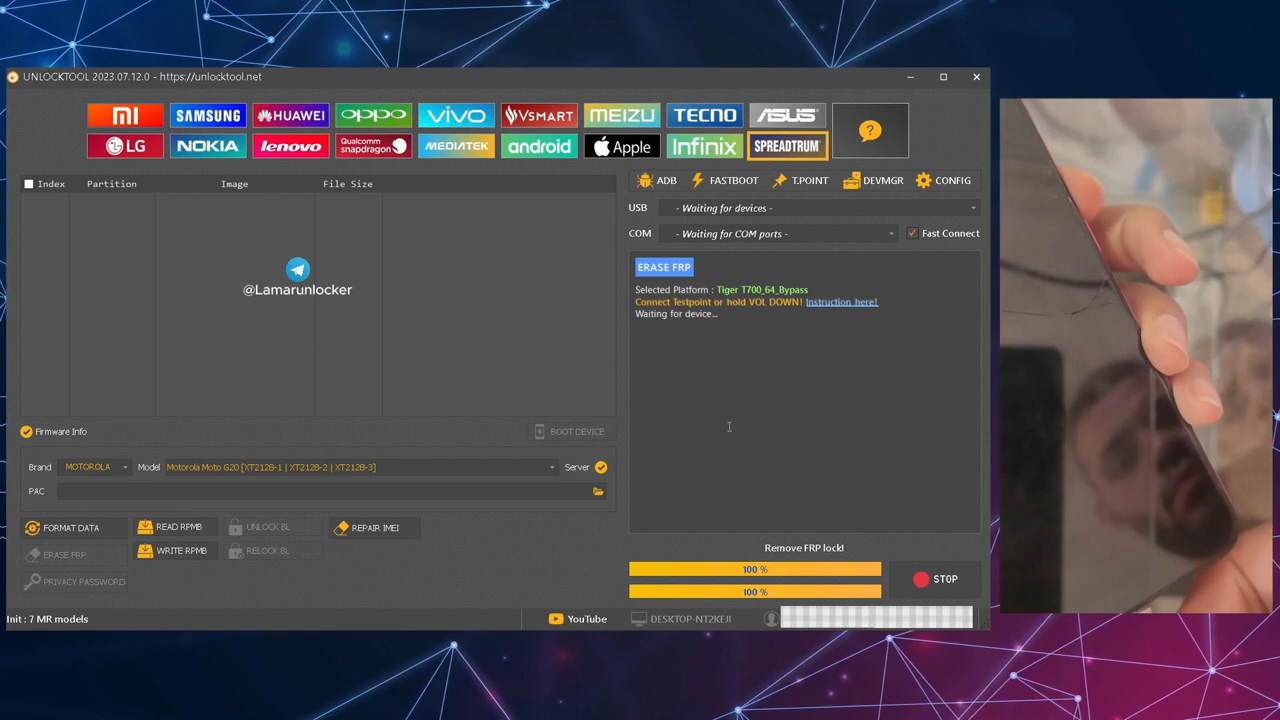 UNLOCKTOOL 2023.07.12.0 - https://unlocktool.net
MI SAMSUNG HUAWEI oppo vivo VSMART MEIZU TECNO ASUS ?
LG NOKIA lenovo Qualcomm snapdragon MEDIATEK android Apple Infinix SPREADTRUM
Index Partition Image File Size
@Lamarunlocker
ADB FASTBOOT T.POINT DEVMGR CONFIG
USB - Waiting for devices -
COM - Waiting for COM ports - Fast Connect
ERASE FRP
Selected Platform : Tiger T700_64_Bypass
Connect Testpoint or hold VOL DOWN! Instruction here!
Waiting for device...
Firmware Info BOOT DEVICE
Brand MOTOROLA Model Motorola Moto G20 [XT2128-1 | XT2128-2 | XT2128-3] Server
PAC
FORMAT DATA READ RPMB UNLOCK BL REPAIR IMEI
ERASE FRP WRITE RPMB RELOCK BL
PRIVACY PASSWORD
Remove FRP lock!
100 %
100 %
STOP
Init : 7 MR models YouTube DESKTOP-NT2KEJI